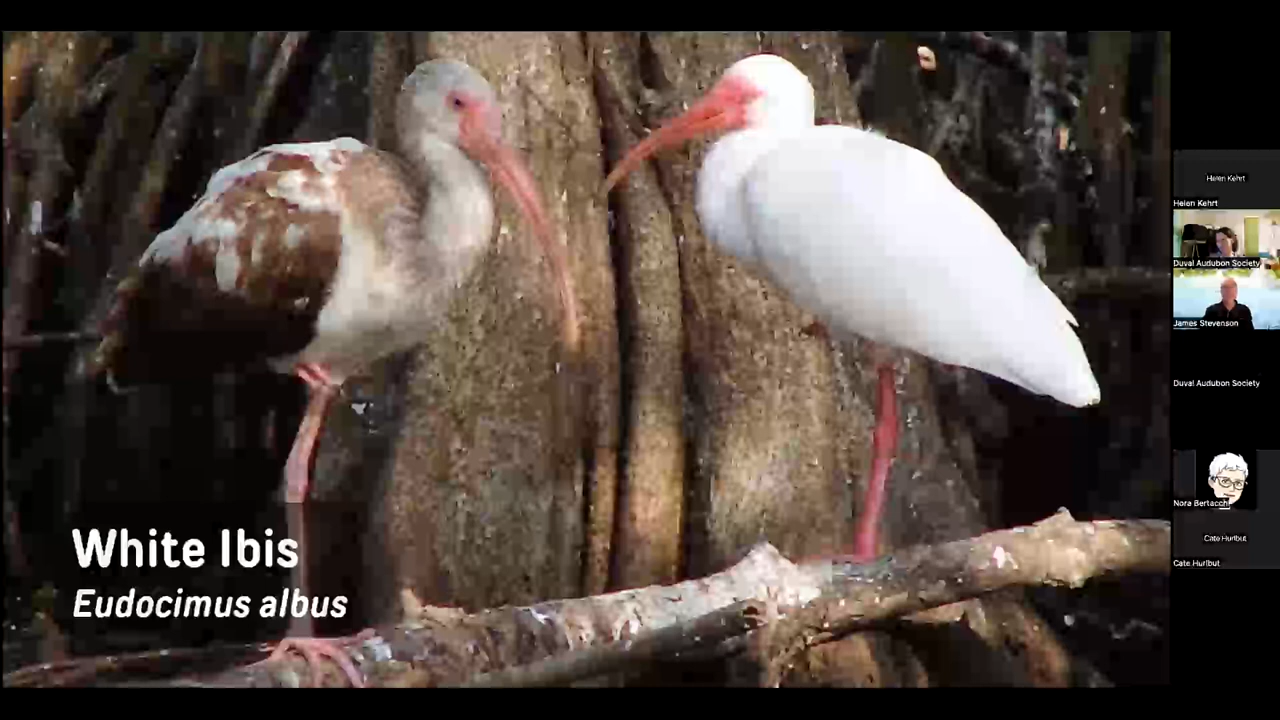 White Ibis
Eudocimus albus
Helen Kehrt
Helen Kehrt
Duval Audubon Society
James Stevenson
Duval Audubon Society
Nora Bertacchi
Cate Hurlbut
Cate Hurlbut